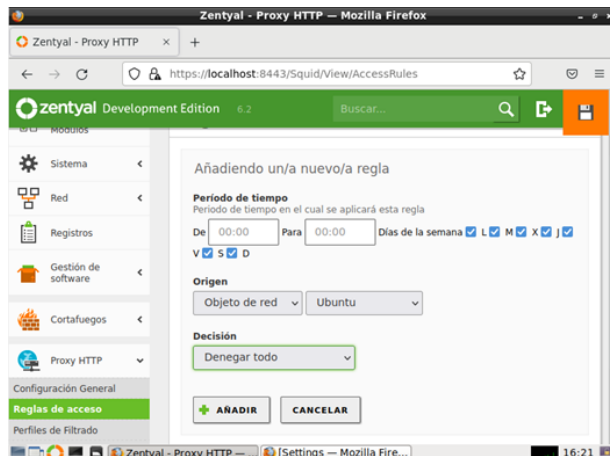 Zentyal - Proxy HTTP — Mozilla Firefox
Zentyal - Proxy HTTP × +
https://localhost:8443/Squid/View/AccessRules
zentyal Development Edition 6.2 Buscar...
Módulos
Sistema
Red
Registros
Gestión de
software
Cortafuegos
Proxy HTTP
Configuración General
Reglas de acceso
Perfiles de Filtrado
Añadiendo un/a nuevo/a regla
Período de tiempo
Periodo de tiempo en el cual se aplicará esta regla
De 00:00 Para 00:00 Días de la semana L M X J
V S D
Origen
Objeto de red Ubuntu
Decisión
Denegar todo
AÑADIR CANCELAR
Zentyal - Proxy HTTP — ... [Settings — Mozilla Fire... 16:21